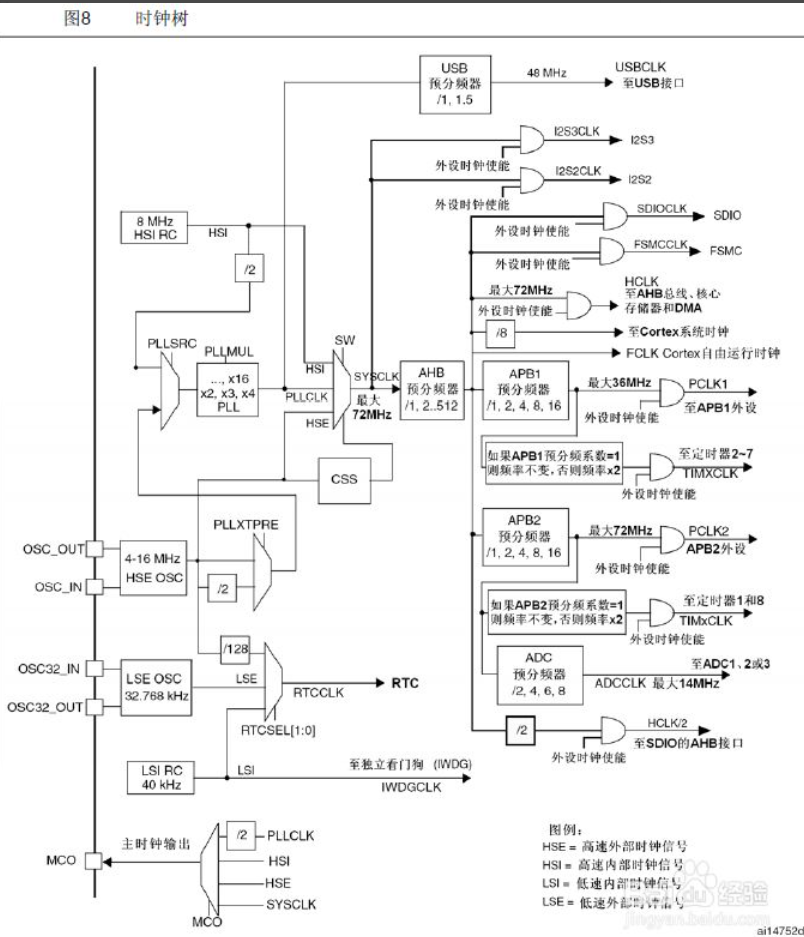 图8 时钟树
USB
预分频器
/1, 1.5
48 MHz
USBCLK
至USB接口
I2S3CLK
I2S3
外设时钟使能
I2S2CLK
I2S2
外设时钟使能
8 MHz
HSI RC
HSI
/2
SDIOCLK
SDIO
外设时钟使能
FSMCCLK
FSMC
外设时钟使能
最大72MHz
HCLK
至AHB总线、核心
存储器和DMA
外设时钟使能
/8
至Cortex系统时钟
FCLK Cortex自由运行时钟
PLLSRC
PLLMUL
..., x16
x2, x3, x4
PLL
SW
HSI
PLLCLK
HSE
SYSCLK
最大
72MHz
AHB
预分频器
/1, 2..512
APB1
预分频器
/1, 2, 4, 8, 16
最大36MHz
PCLK1
至APB1外设
外设时钟使能
CSS
如果APB1预分频系数=1
则频率不变，否则频率x2
至定时器2~7
TIMXCLK
外设时钟使能
PLLXTPRE
OSC_OUT
OSC_IN
4-16 MHz
HSE OSC
/2
APB2
预分频器
/1, 2, 4, 8, 16
最大72MHz
PCLK2
APB2外设
外设时钟使能
如果APB2预分频系数=1
则频率不变，否则频率x2
至定时器1和8
TIMxCLK
外设时钟使能
/128
OSC32_IN
OSC32_OUT
LSE OSC
32.768 kHz
LSE
RTCCLK
RTC
RTCSEL[1:0]
ADC
预分频器
/2, 4, 6, 8
至ADC1、2或3
ADCCLK 最大14MHz
/2
HCLK/2
至SDIO的AHB接口
外设时钟使能
LSI RC
40 kHz
LSI
至独立看门狗 (IWDG)
IWDGCLK
MCO
主时钟输出
/2
PLLCLK
HSI
HSE
SYSCLK
MCO
图例：
HSE = 高速外部时钟信号
HSI = 高速内部时钟信号
LSI = 低速内部时钟信号
LSE = 低速外部时钟信号
Baidu 经验
jingyan.baidu.com
ai14752d